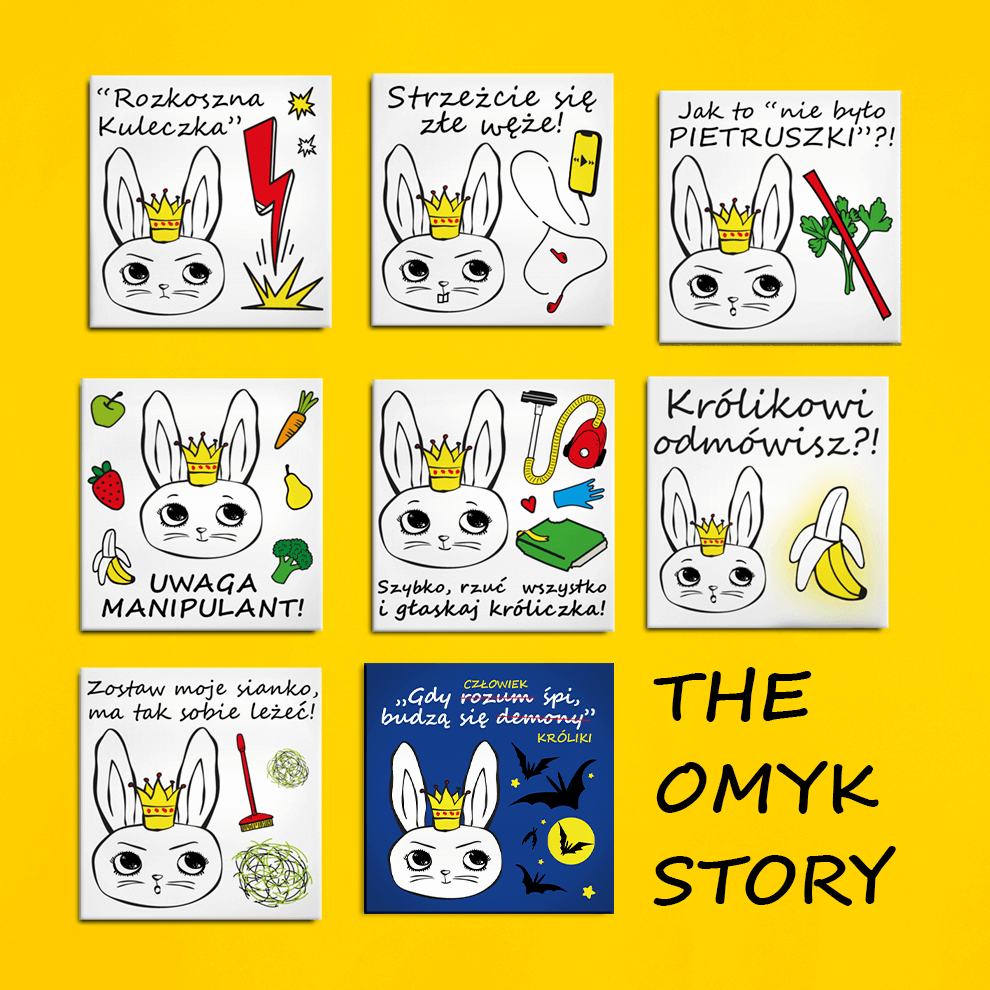 “Rozkoszna
Kuleczka”
Strzeżcie się
złe węże!
Jak to “nie było
PIETRUSZKI”?!
UWAGA
MANIPULANT!
Szybko, rzuć wszystko
i głaskaj króliczka!
Królikowi
odmówisz?!
Zostaw moje sianko,
ma tak sobie leżeć!
CZŁOWIEK
„Gdy rozum śpi,
budzą się demony”
KRÓLIKI
THE
OMYK
STORY